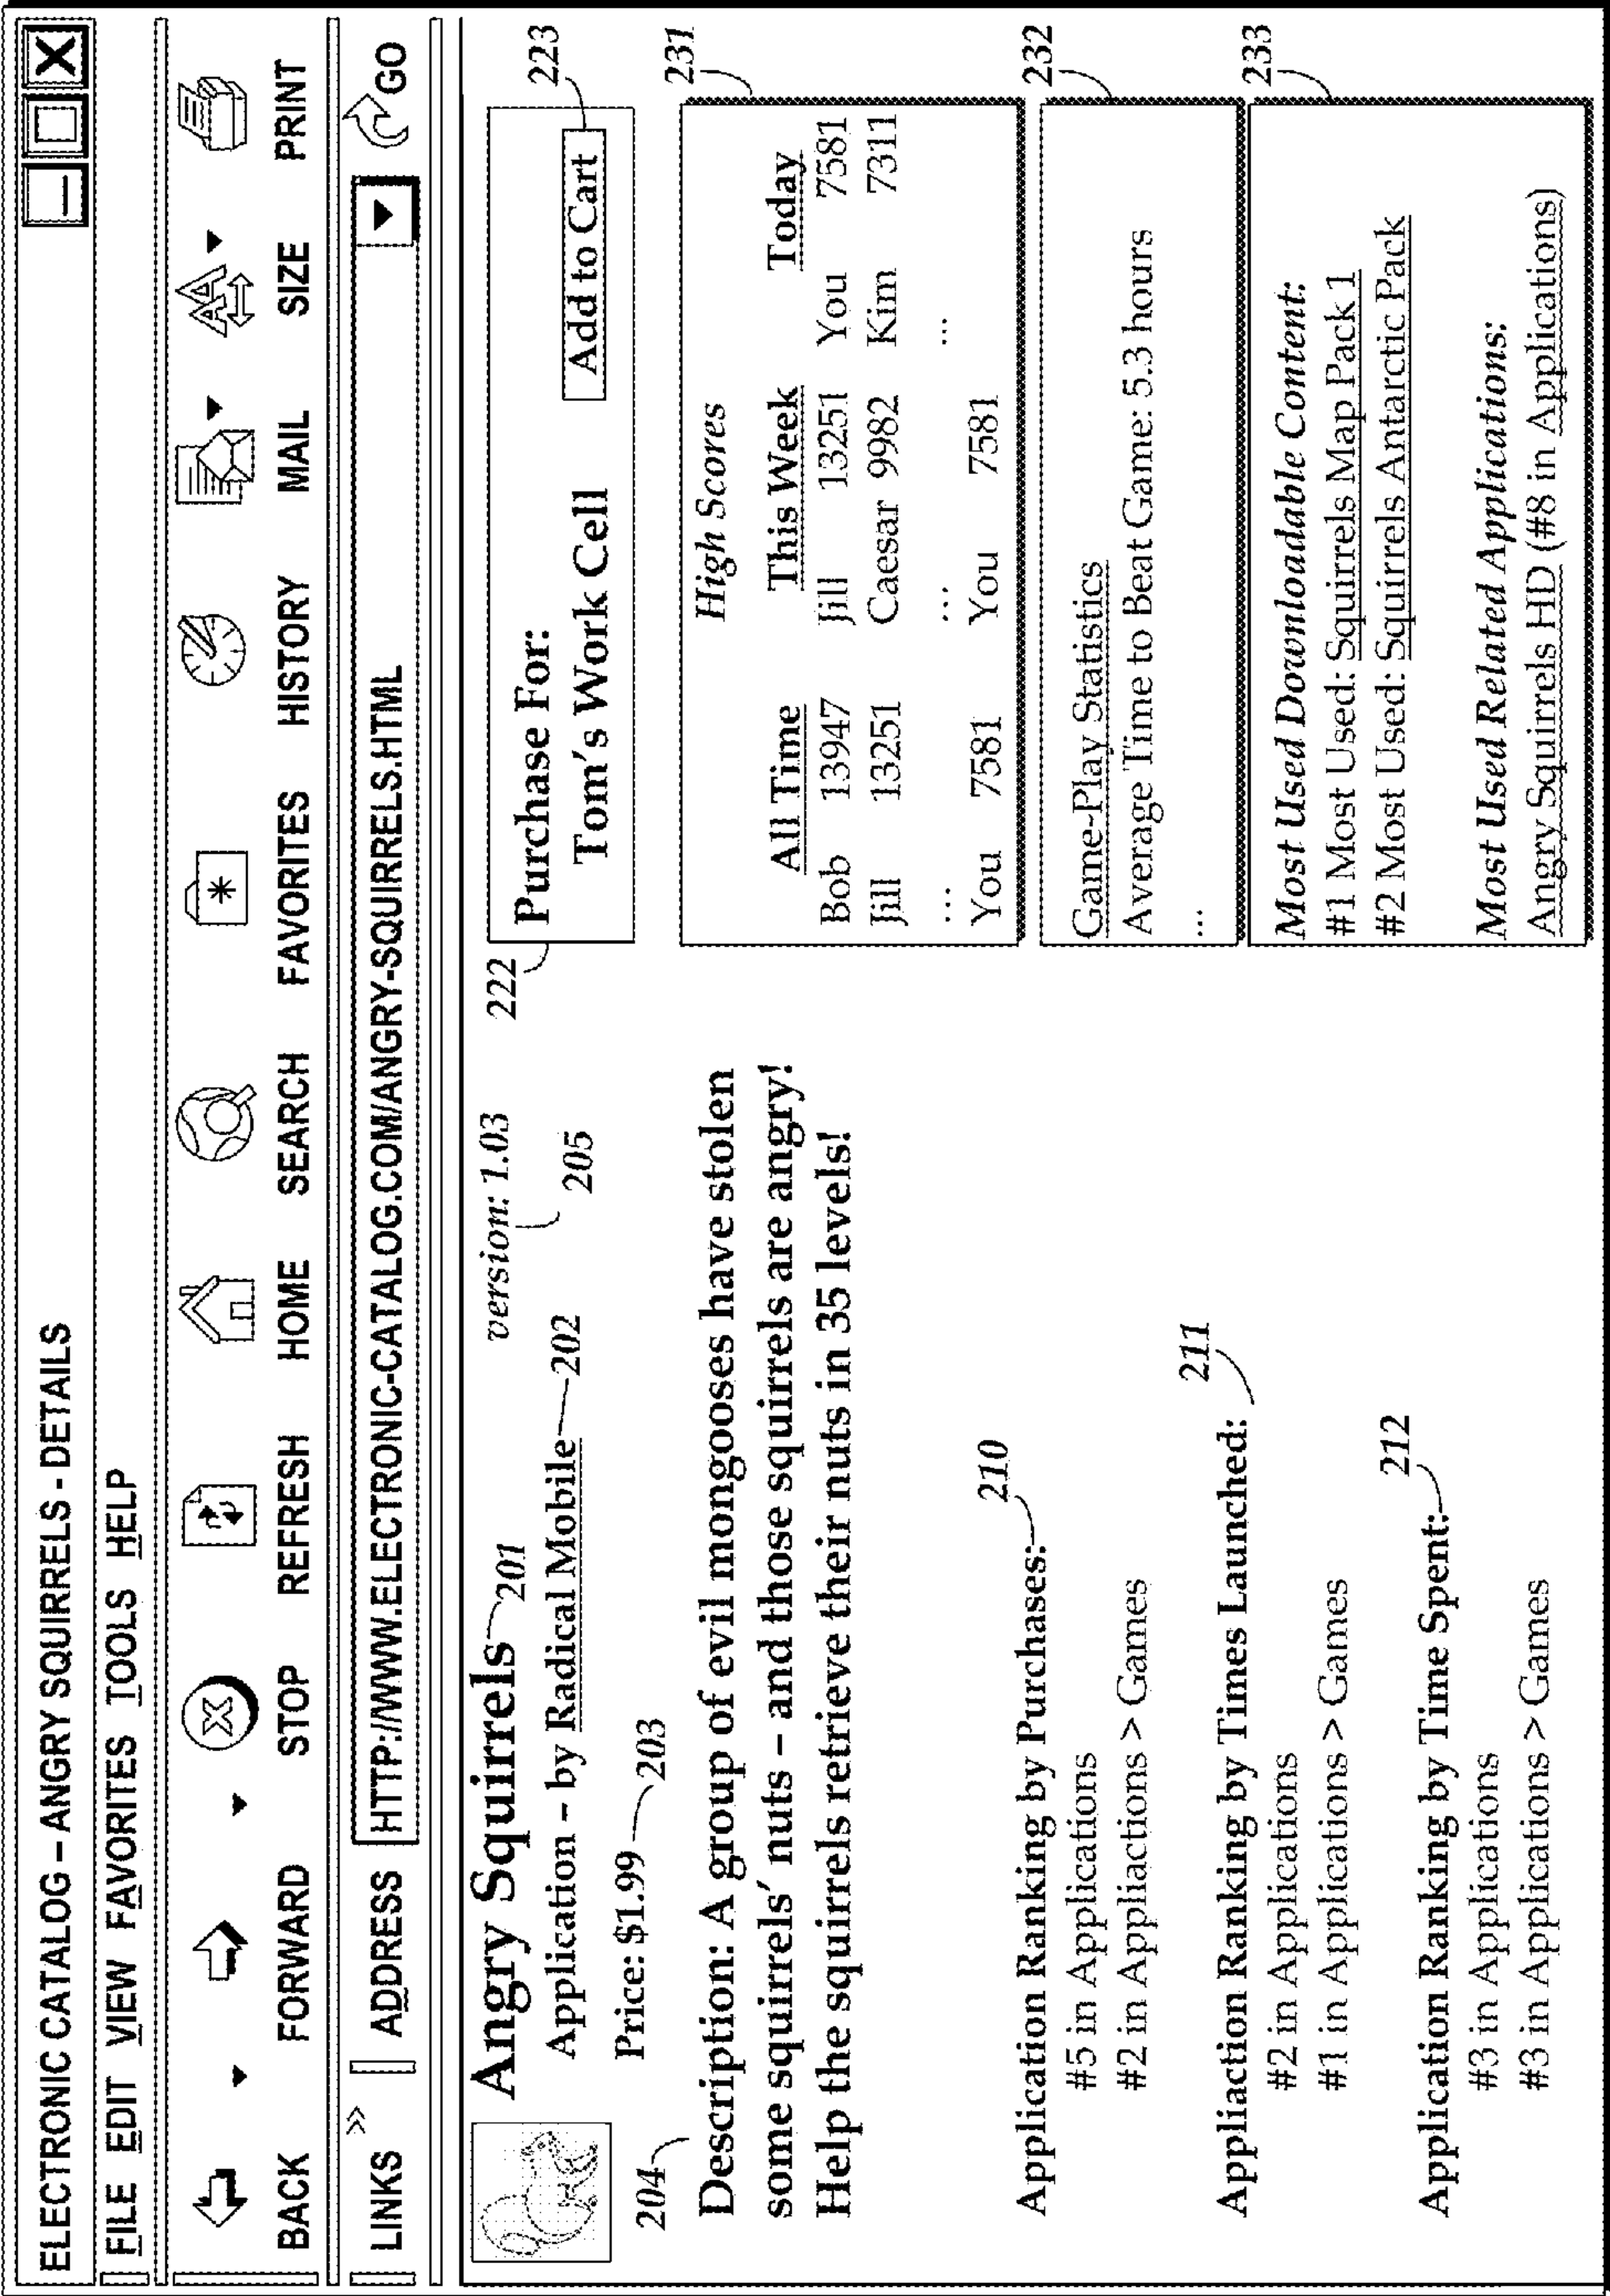 ELECTRONIC CATALOG – ANGRY SQUIRRELS - DETAILS
FILE EDIT VIEW FAVORITES TOOLS HELP
BACK FORWARD STOP REFRESH HOME SEARCH FAVORITES HISTORY MAIL SIZE PRINT
LINKS » ADDRESS HTTP://WWW.ELECTRONIC-CATALOG.COM/ANGRY-SQUIRRELS.HTML GO
Angry Squirrels 201
version: 1.03
205
Application – by Radical Mobile 202
Price: $1.99 203
204
Description: A group of evil mongooses have stolen
some squirrels' nuts – and those squirrels are angry!
Help the squirrels retrieve their nuts in 35 levels!
210
Application Ranking by Purchases:
#5 in Applications
#2 in Appliactions > Games
211
Appliaction Ranking by Times Launched:
#2 in Applications
#1 in Applications > Games
212
Application Ranking by Time Spent:
#3 in Applications
#3 in Applications > Games
222
Purchase For:
Tom's Work Cell
Add to Cart
223
231
High Scores
All Time This Week Today
Bob 13947 Jill 13251 You 7581
Jill 13251 Caesar 9982 Kim 7311
... ... ...
You 7581 You 7581
232
Game-Play Statistics
Average Time to Beat Game: 5.3 hours
...
233
Most Used Downloadable Content:
#1 Most Used: Squirrels Map Pack 1
#2 Most Used: Squirrels Antarctic Pack
Most Used Related Applications:
Angry Squirrels HD (#8 in Applications)